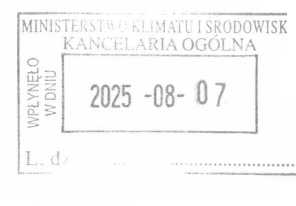 MINISTERSTWO KLIMATU I ŚRODOWISK
KANCELARIA OGÓLNA
WPŁYNĘŁO
W DNIU
2025 -08- 07
L. d